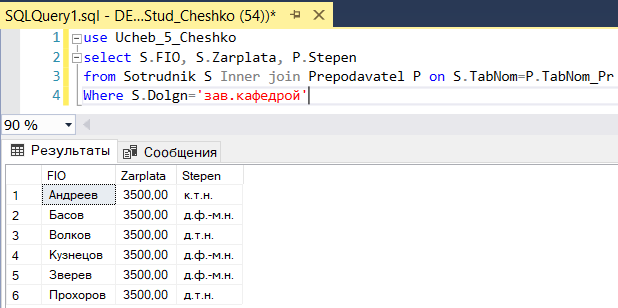 SQLQuery1.sql - DE...Stud_Cheshko (54))*
1 use Ucheb_5_Cheshko
2 select S.FIO, S.Zarplata, P.Stepen
3 from Sotrudnik S Inner join Prepodavatel P on S.TabNom=P.TabNom_Pr
4 Where S.Dolgn='зав.кафедрой'
90 %
Результаты Сообщения
FIO Zarplata Stepen
1 Андреев 3500,00 к.т.н.
2 Басов 3500,00 д.ф.-м.н.
3 Волков 3500,00 д.т.н.
4 Кузнецов 3500,00 д.ф.-м.н.
5 Зверев 3500,00 д.ф.-м.н.
6 Прохоров 3500,00 д.т.н.